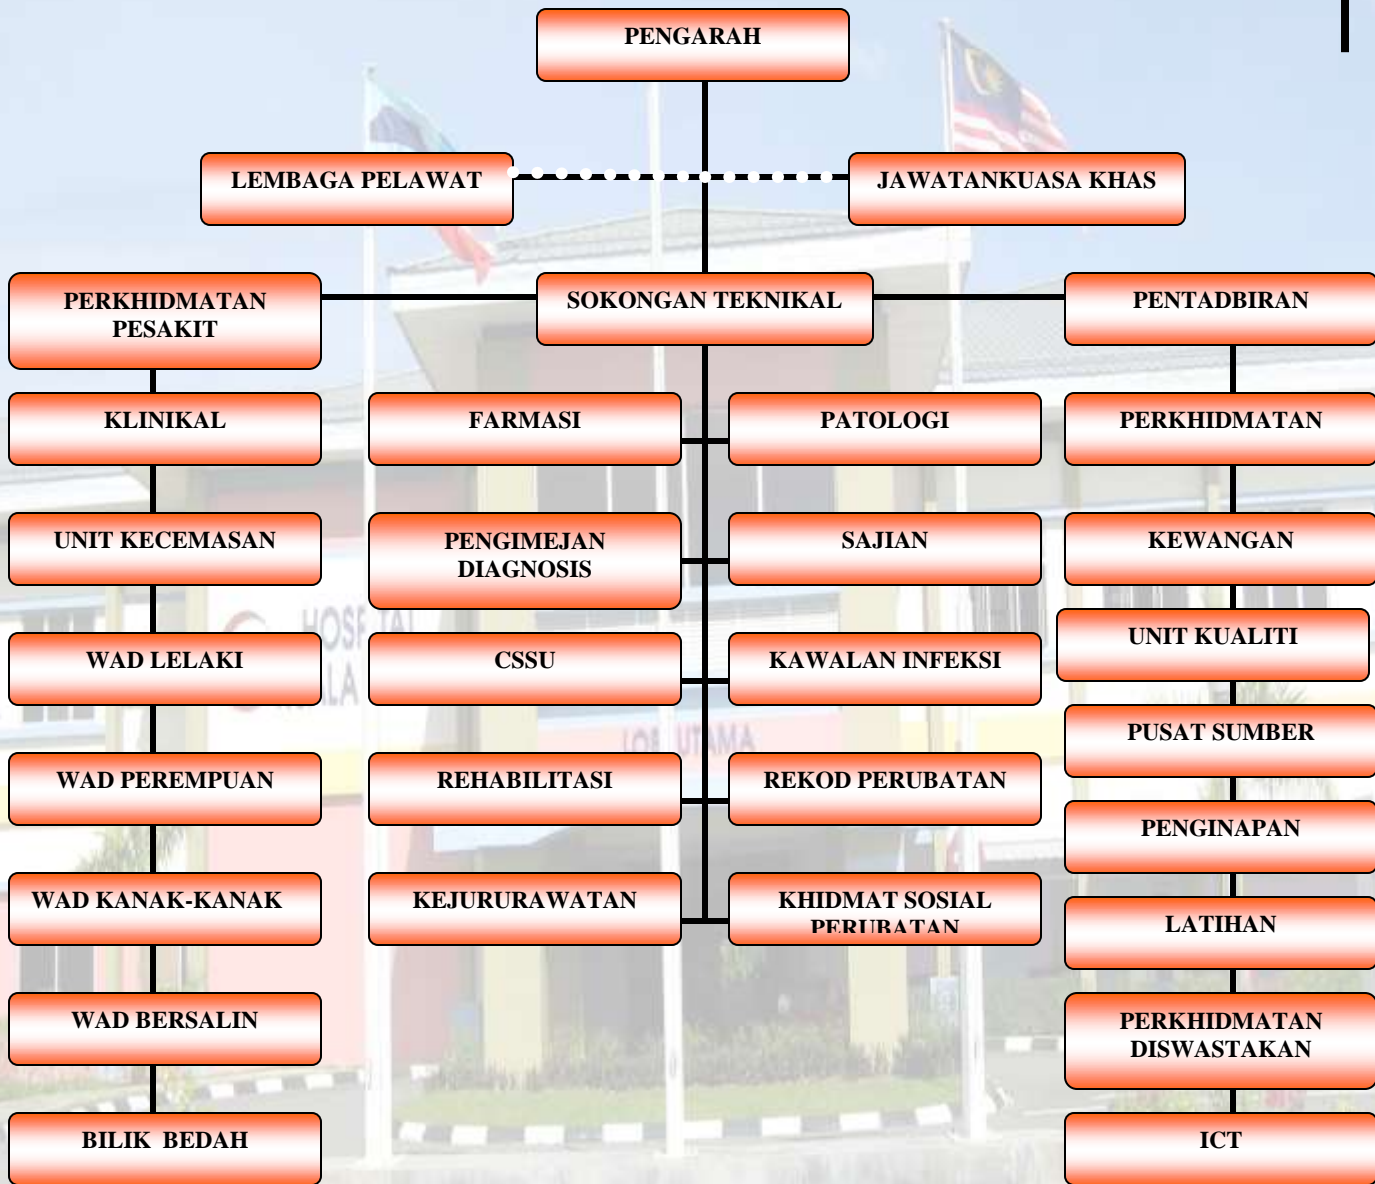 PENGARAH
LEMBAGA PELAWAT
JAWATANKUASA KHAS
PERKHIDMATAN
PESAKIT
SOKONGAN TEKNIKAL
PENTADBIRAN
KLINIKAL
FARMASI
PATOLOGI
PERKHIDMATAN
UNIT KECEMASAN
PENGIMEJAN
DIAGNOSIS
SAJIAN
KEWANGAN
WAD LELAKI
CSSU
KAWALAN INFEKSI
UNIT KUALITI
WAD PEREMPUAN
REHABILITASI
REKOD PERUBATAN
PUSAT SUMBER
WAD KANAK-KANAK
KEJURURAWATAN
KHIDMAT SOSIAL
PERUBATAN
PENGINAPAN
LATIHAN
WAD BERSALIN
PERKHIDMATAN
DISWASTAKAN
BILIK BEDAH
ICT
UTAMA